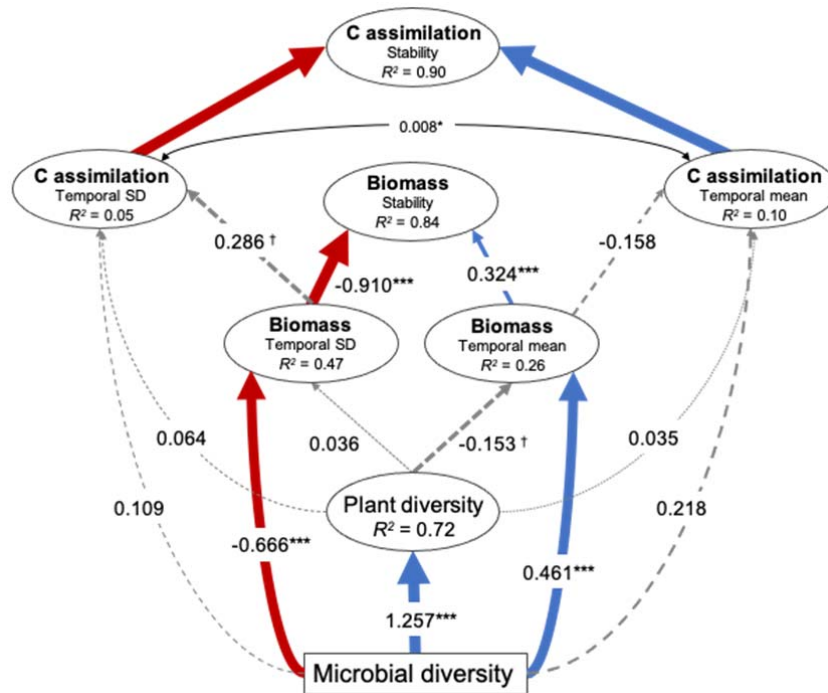 C assimilation
Stability
R² = 0.90
0.008*
C assimilation
Temporal SD
R² = 0.05
Biomass
Stability
R² = 0.84
C assimilation
Temporal mean
R² = 0.10
0.286 †
-0.910***
0.324***
-0.158
Biomass
Temporal SD
R² = 0.47
Biomass
Temporal mean
R² = 0.26
0.064
0.036
-0.153 †
0.035
Plant diversity
R² = 0.72
0.109
-0.666***
0.461***
0.218
1.257***
Microbial diversity